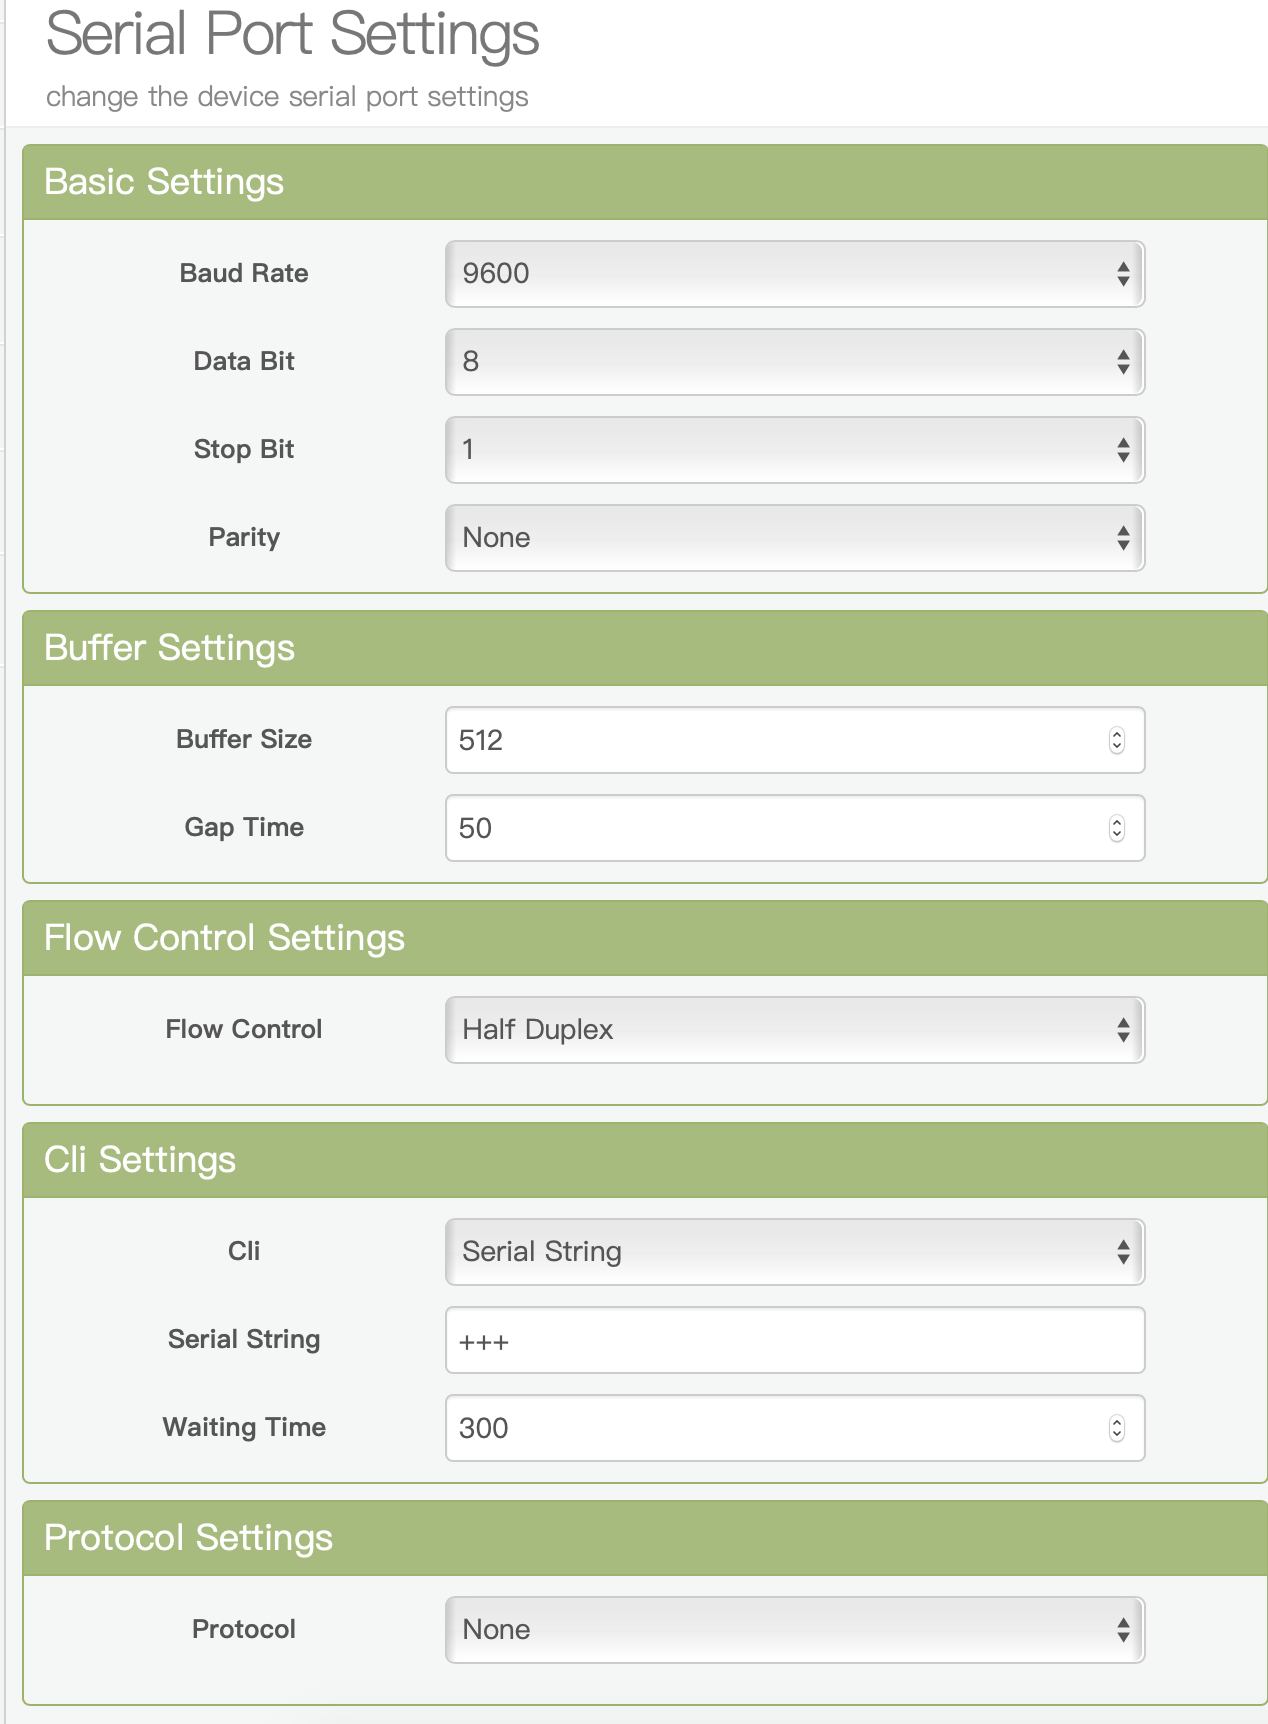 Serial Port Settings
change the device serial port settings
Basic Settings
Baud Rate 9600
Data Bit 8
Stop Bit 1
Parity None
Buffer Settings
Buffer Size 512
Gap Time 50
Flow Control Settings
Flow Control Half Duplex
Cli Settings
Cli Serial String
Serial String +++
Waiting Time 300
Protocol Settings
Protocol None